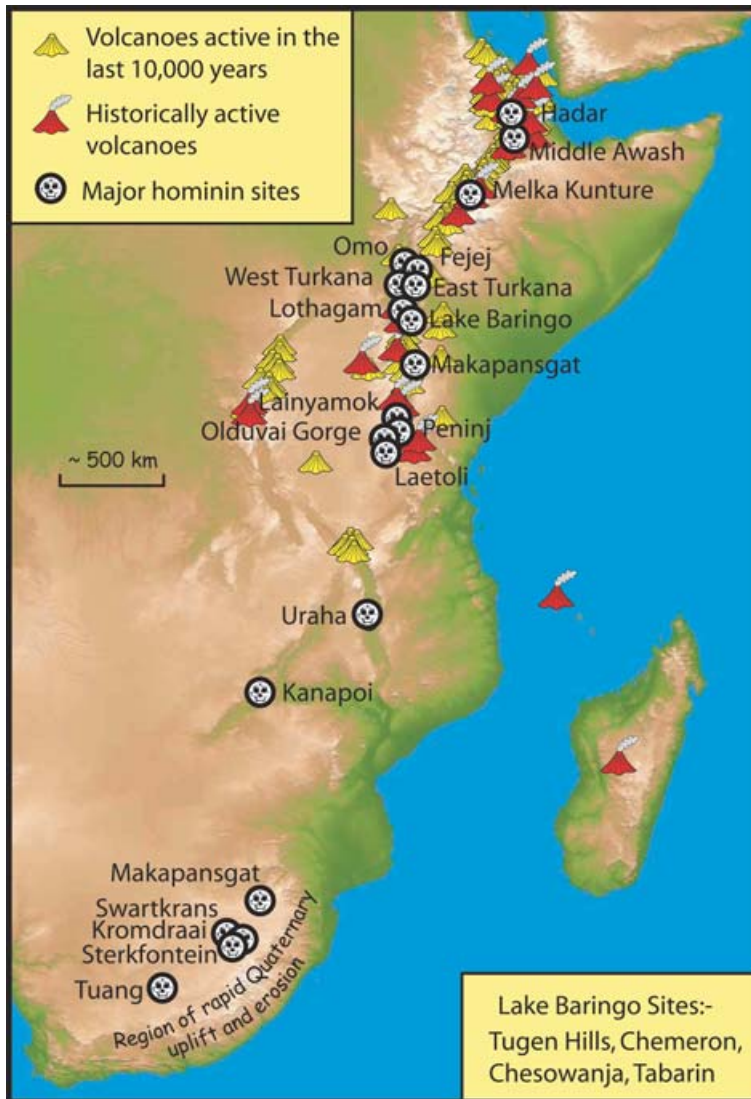 Volcanoes active in the
last 10,000 years
Historically active
volcanoes
Major hominin sites
Hadar
Middle Awash
Melka Kunture
Omo
Fejej
West Turkana
East Turkana
Lothagam
Lake Baringo
Makapansgat
Lainyamok
Olduvai Gorge
Peninj
Laetoli
~ 500 km
Uraha
Kanapoi
Makapansgat
Swartkrans
Kromdraai
Sterkfontein
Tuang
Region of rapid Quaternary
uplift and erosion
Lake Baringo Sites:-
Tugen Hills, Chemeron,
Chesowanja, Tabarin